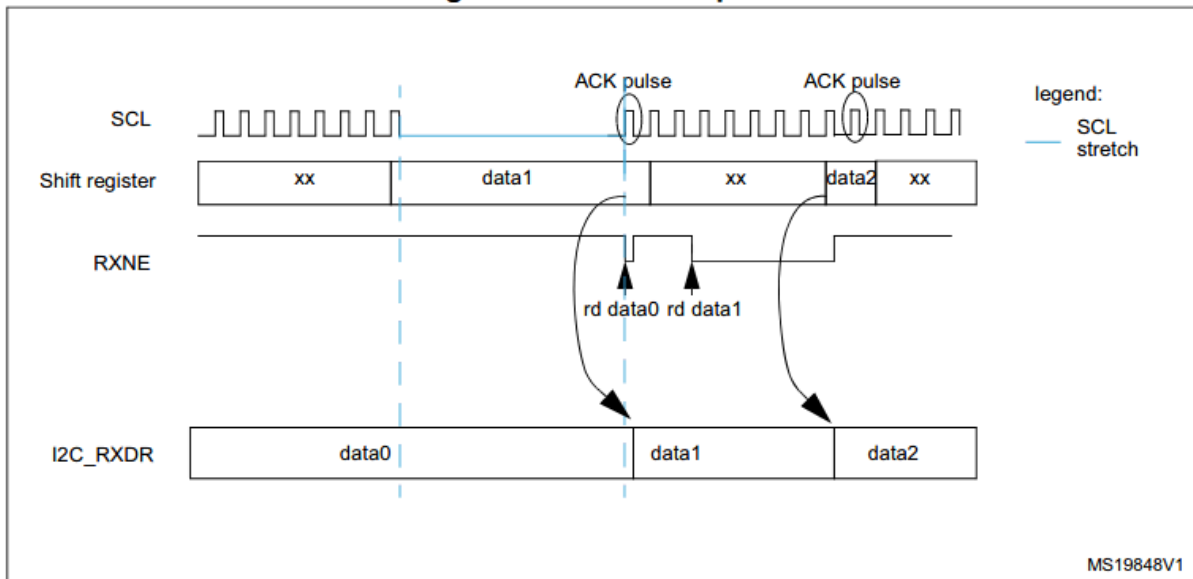 ACK pulse ACK pulse
legend:
SCL
SCL
stretch
Shift register xx data1 xx data2 xx
RXNE
rd data0 rd data1
I2C_RXDR data0 data1 data2
MS19848V1